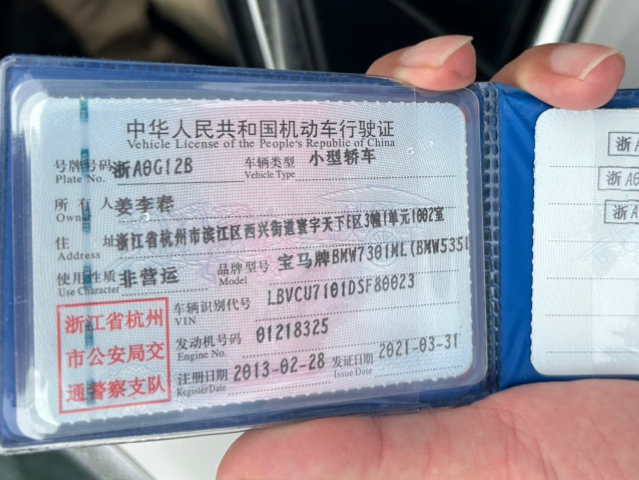 中华人民共和国机动车行驶证
Vehicle License of the People's Republic of China
号牌号码 浙A0G12B 车辆类型 小型轿车
Plate No. Vehicle Type
所有人 姜李君
Owner
住址 浙江省杭州市滨江区西兴街道寰宇天下E区3幢1单元1002室
Address
使用性质 非营运 品牌型号 宝马牌BMW7301ML(BMW535L
Use Character Model
浙江省杭州
市公安局交
通警察支队
车辆识别代号 LBVCU7101DSF80023
VIN
发动机号码 01218325
Engine No.
注册日期 2013-02-28 发证日期 2021-03-31
Register Date Issue Date
浙
浙A
浙A